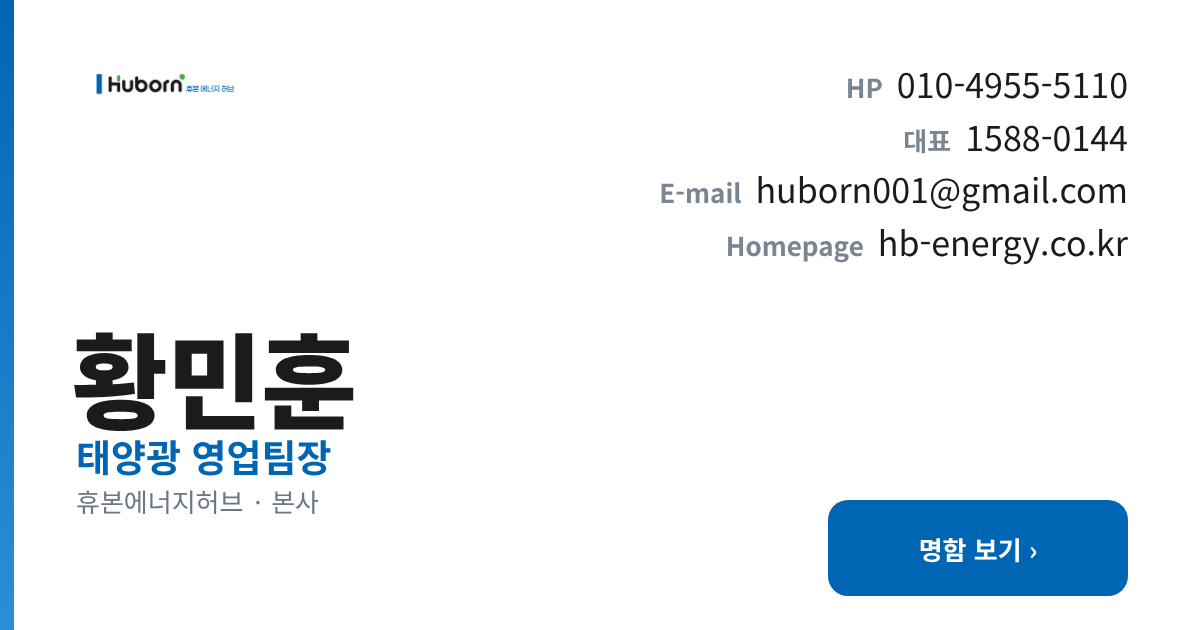 Huborn 휴본에너지 허브
HP 010-4955-5110
대표 1588-0144
E-mail huborn001@gmail.com
Homepage hb-energy.co.kr
황민훈
태양광 영업팀장
휴본에너지허브 · 본사
명함 보기 ›